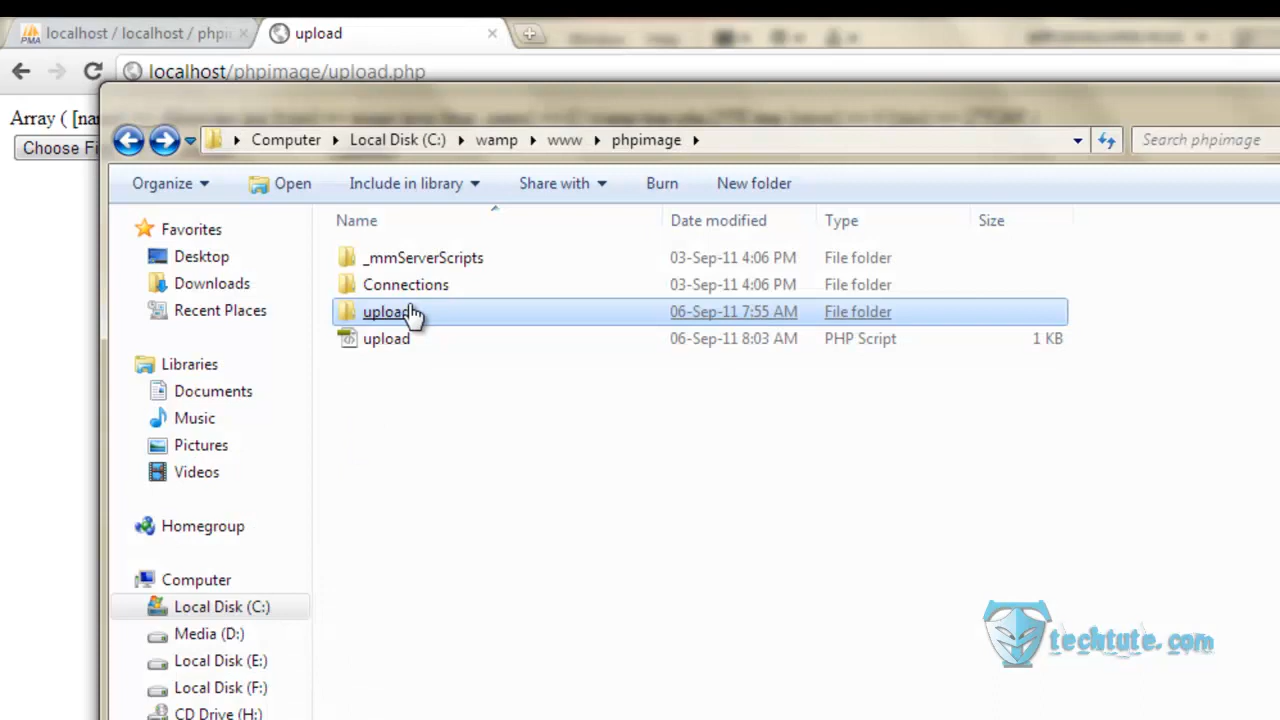 localhost / localhost / phpi
upload
localhost/phpimage/upload.php
Array ( [na
Choose Fi
Computer Local Disk (C:) wamp www phpimage
Search phpimage
Organize Open Include in library Share with Burn New folder
Name Date modified Type Size
Favorites
Desktop
Downloads
Recent Places
Libraries
Documents
Music
Pictures
Videos
Homegroup
Computer
Local Disk (C:)
Media (D:)
Local Disk (E:)
Local Disk (F:)
CD Drive (H:)
_mmServerScripts 03-Sep-11 4:06 PM File folder
Connections 03-Sep-11 4:06 PM File folder
upload 06-Sep-11 7:55 AM File folder
upload 06-Sep-11 8:03 AM PHP Script 1 KB
techtute.com
PMA